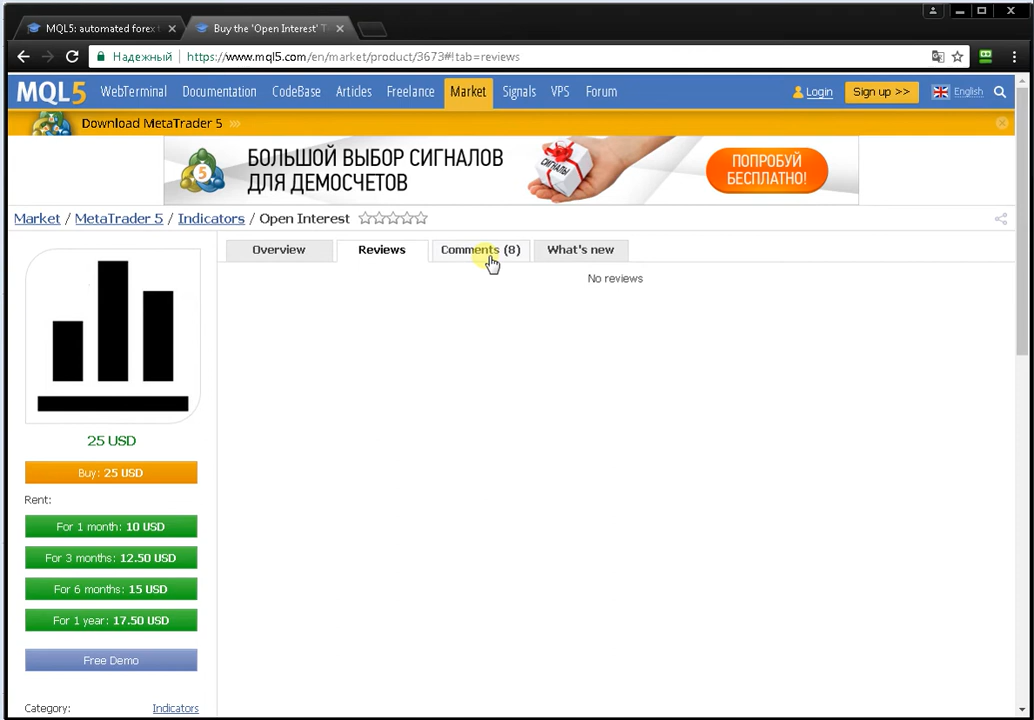 MQL5: automated forex t
Buy the 'Open Interest' T
Надежный
https://www.mql5.com/en/market/product/3673#!tab=reviews
MQL5 WebTerminal Documentation CodeBase Articles Freelance Market Signals VPS Forum Login Sign up >> English
Download MetaTrader 5
5
БОЛЬШОЙ ВЫБОР СИГНАЛОВ
ДЛЯ ДЕМОСЧЕТОВ
СИГНАЛЫ
ПОПРОБУЙ
БЕСПЛАТНО!
Market / MetaTrader 5 / Indicators / Open Interest
Overview Reviews Comments (8) What's new
No reviews
25 USD
Buy: 25 USD
Rent:
For 1 month: 10 USD
For 3 months: 12.50 USD
For 6 months: 15 USD
For 1 year: 17.50 USD
Free Demo
Category: Indicators